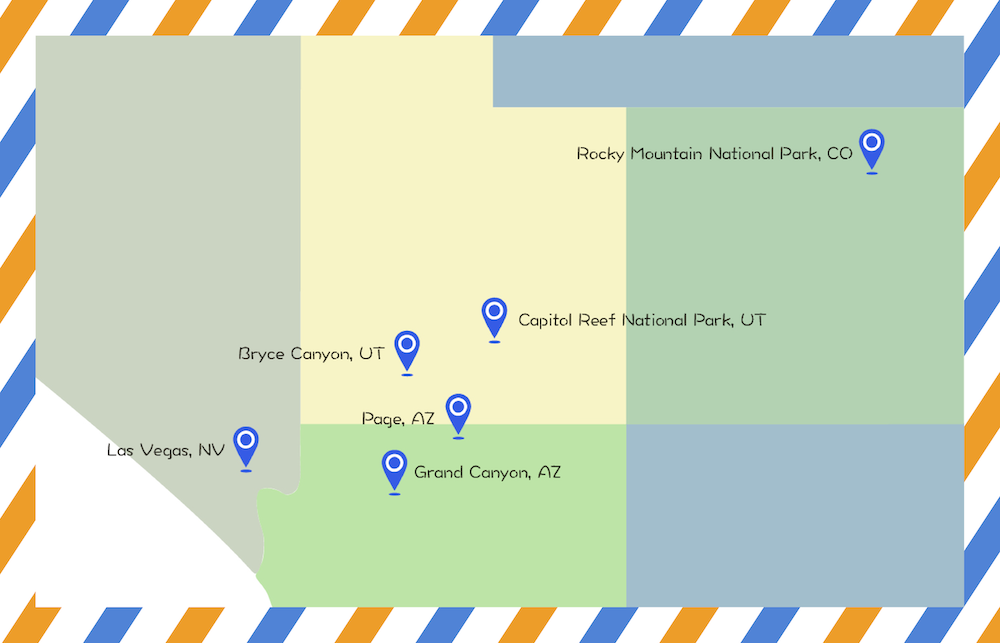 Rocky Mountain National Park, CO
Capitol Reef National Park, UT
Bryce Canyon, UT
Page, AZ
Las Vegas, NV
Grand Canyon, AZ